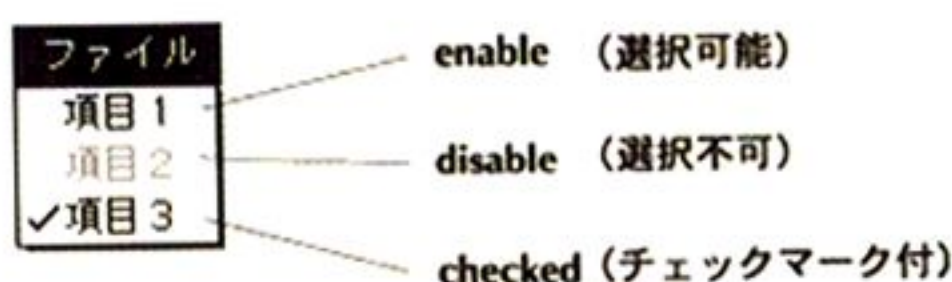 ファイル
項目1
項目2
✓項目3
enable （選択可能）
disable （選択不可）
checked（チェックマーク付）